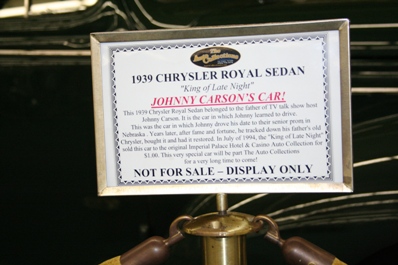 The
Auto Collections
1939 CHRYSLER ROYAL SEDAN
"King of Late Night"
JOHNNY CARSON'S CAR!
This 1939 Chrysler Royal Sedan belonged to the father of TV talk show host
Johnny Carson. It is the car in which Johnny learned to drive.
This was the car in which Johnny drove his date to their senior prom in
Nebraska . Years later, after fame and fortune, he tracked down his father's old
Chrysler, bought it and had it restored. In July of 1994, the "King of Late Night"
sold this car to the original Imperial Palace Hotel & Casino Auto Collection for
$1.00. This very special car will be part The Auto Collections
for a very long time to come!
NOT FOR SALE – DISPLAY ONLY